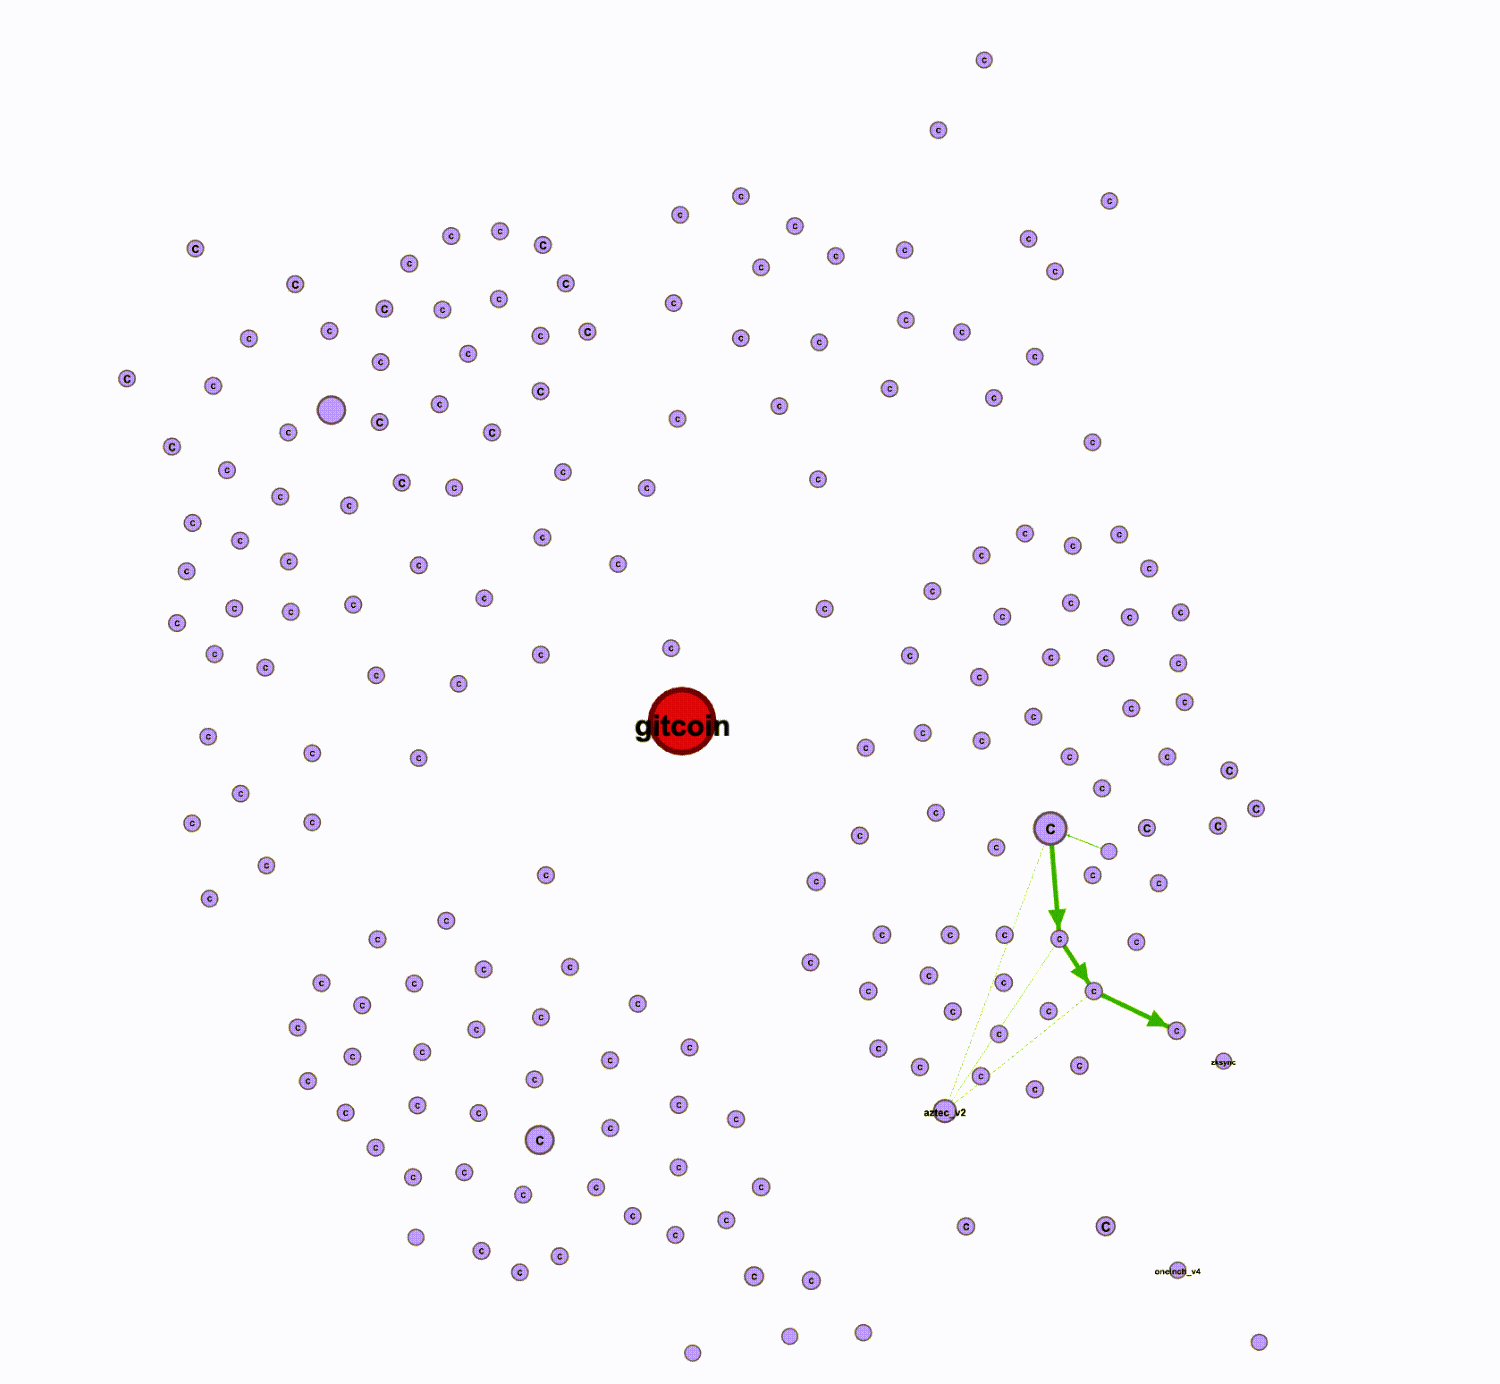 c
c
c c
C c c C c c c c
C c C c c c
C c c c
c c c C c c c c
c c c
C c c C c c c
C c C C c c
c c c C c c c c
c c c c c c
c c c c c c
c c c c c c c c c c c
c c c c c c c c c c c
c c c
c c c gitcoin c c c c c
c c C
c c c c C C C C
c c c c c c
c c c c c c c c
c c c c c c c c c
c c c c c c c c c
c c c c c c c zksync
c c c c c c c aztec_v2 c c
c C c
c c c c c c
c c c c C
c c c c c oneinch_v4